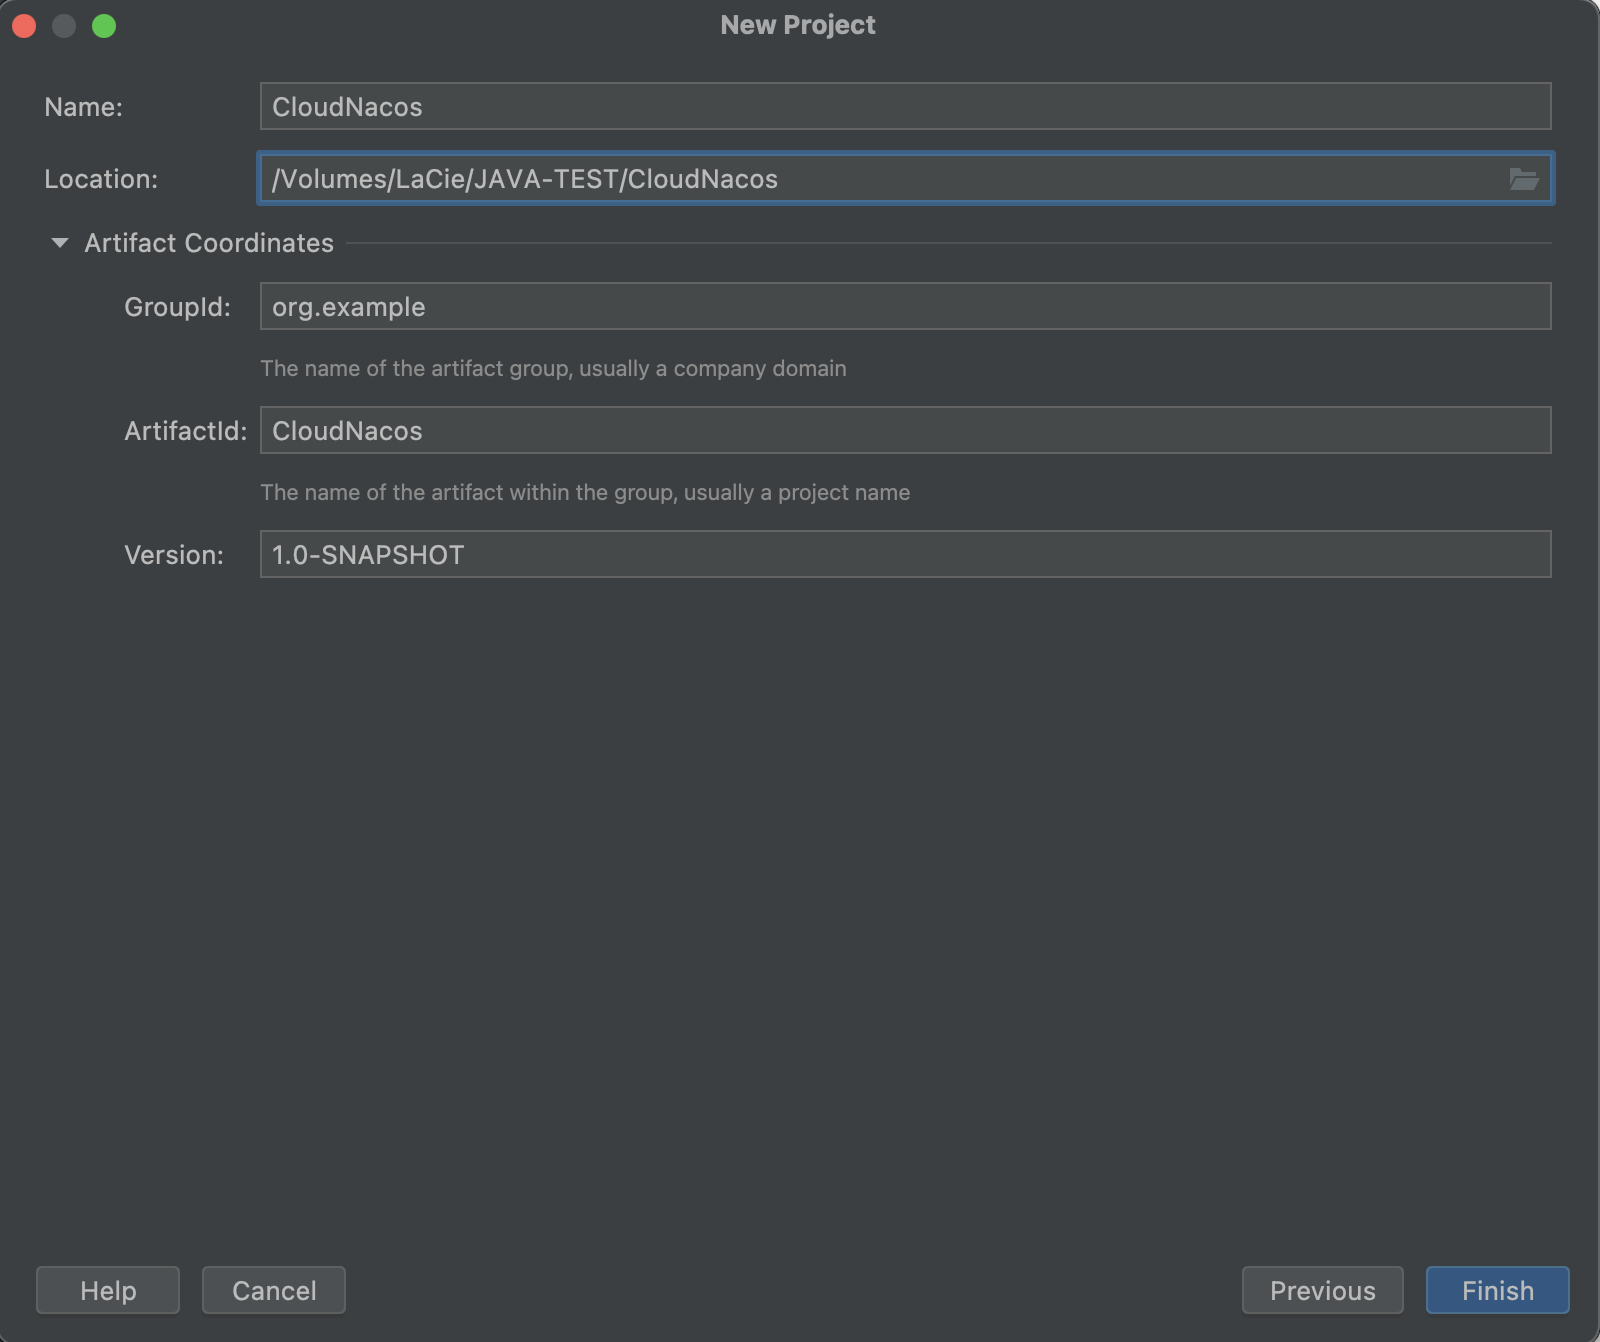 New Project
Name: CloudNacos
Location: /Volumes/LaCie/JAVA-TEST/CloudNacos
Artifact Coordinates
GroupId: org.example
The name of the artifact group, usually a company domain
ArtifactId: CloudNacos
The name of the artifact within the group, usually a project name
Version: 1.0-SNAPSHOT
Help Cancel Previous Finish